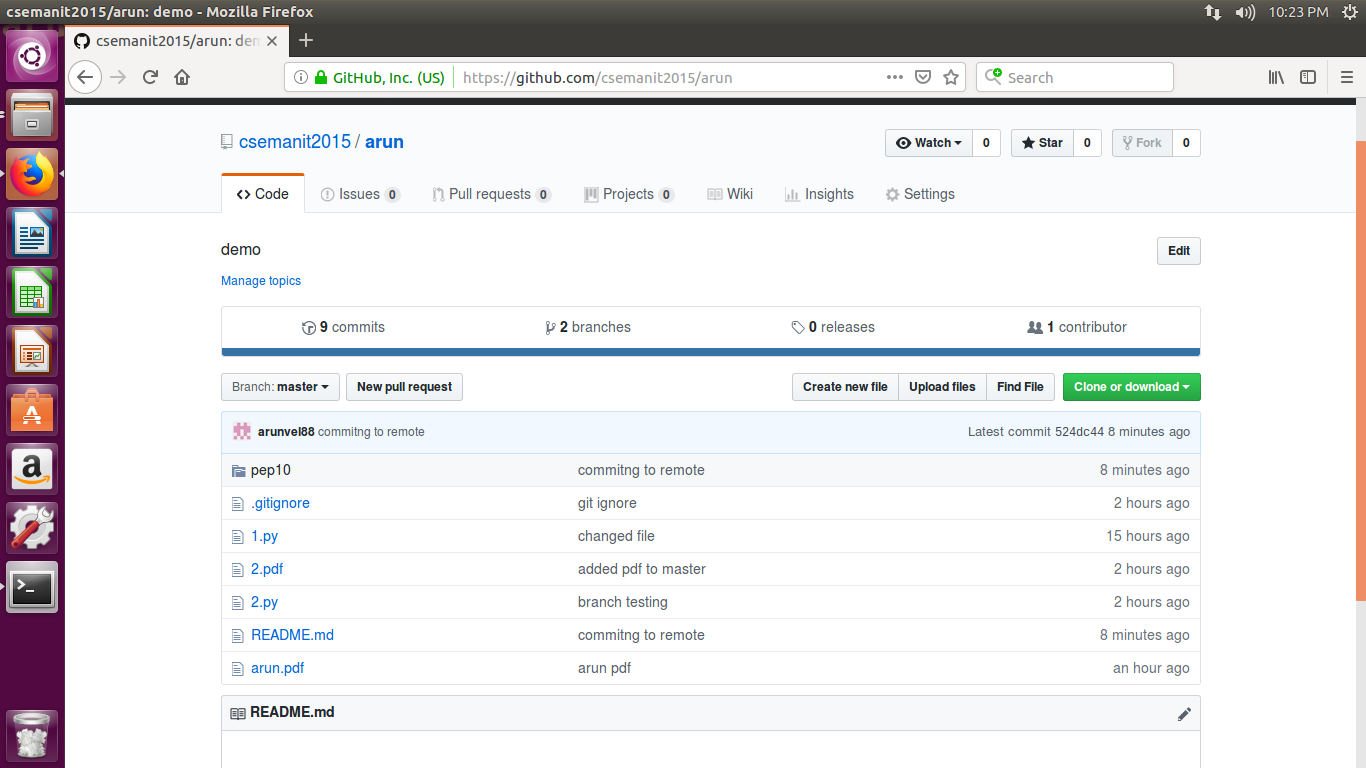 csemanit2015/arun: demo - Mozilla Firefox
10:23 PM
csemanit2015/arun: dem
GitHub, Inc. (US)
https://github.com/csemanit2015/arun
Search
csemanit2015 / arun
Watch 0
Star 0
Fork 0
Code
Issues 0
Pull requests 0
Projects 0
Wiki
Insights
Settings
demo
Edit
Manage topics
9 commits
2 branches
0 releases
1 contributor
Branch: master
New pull request
Create new file
Upload files
Find File
Clone or download
arunvel88 commitng to remote
Latest commit 524dc44 8 minutes ago
pep10 commitng to remote 8 minutes ago
.gitignore git ignore 2 hours ago
1.py changed file 15 hours ago
2.pdf added pdf to master 2 hours ago
2.py branch testing 2 hours ago
README.md commitng to remote 8 minutes ago
arun.pdf arun pdf an hour ago
README.md